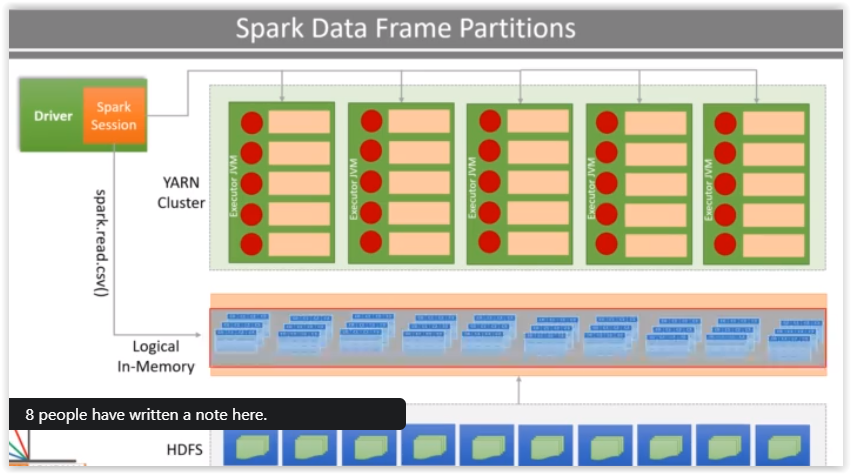 Spark Data Frame Partitions
Driver
Spark
Session
YARN
Cluster
Executor JVM
Executor JVM
Executor JVM
Executor JVM
Executor JVM
spark.read.csv()
Logical
In-Memory
8 people have written a note here.
HDFS